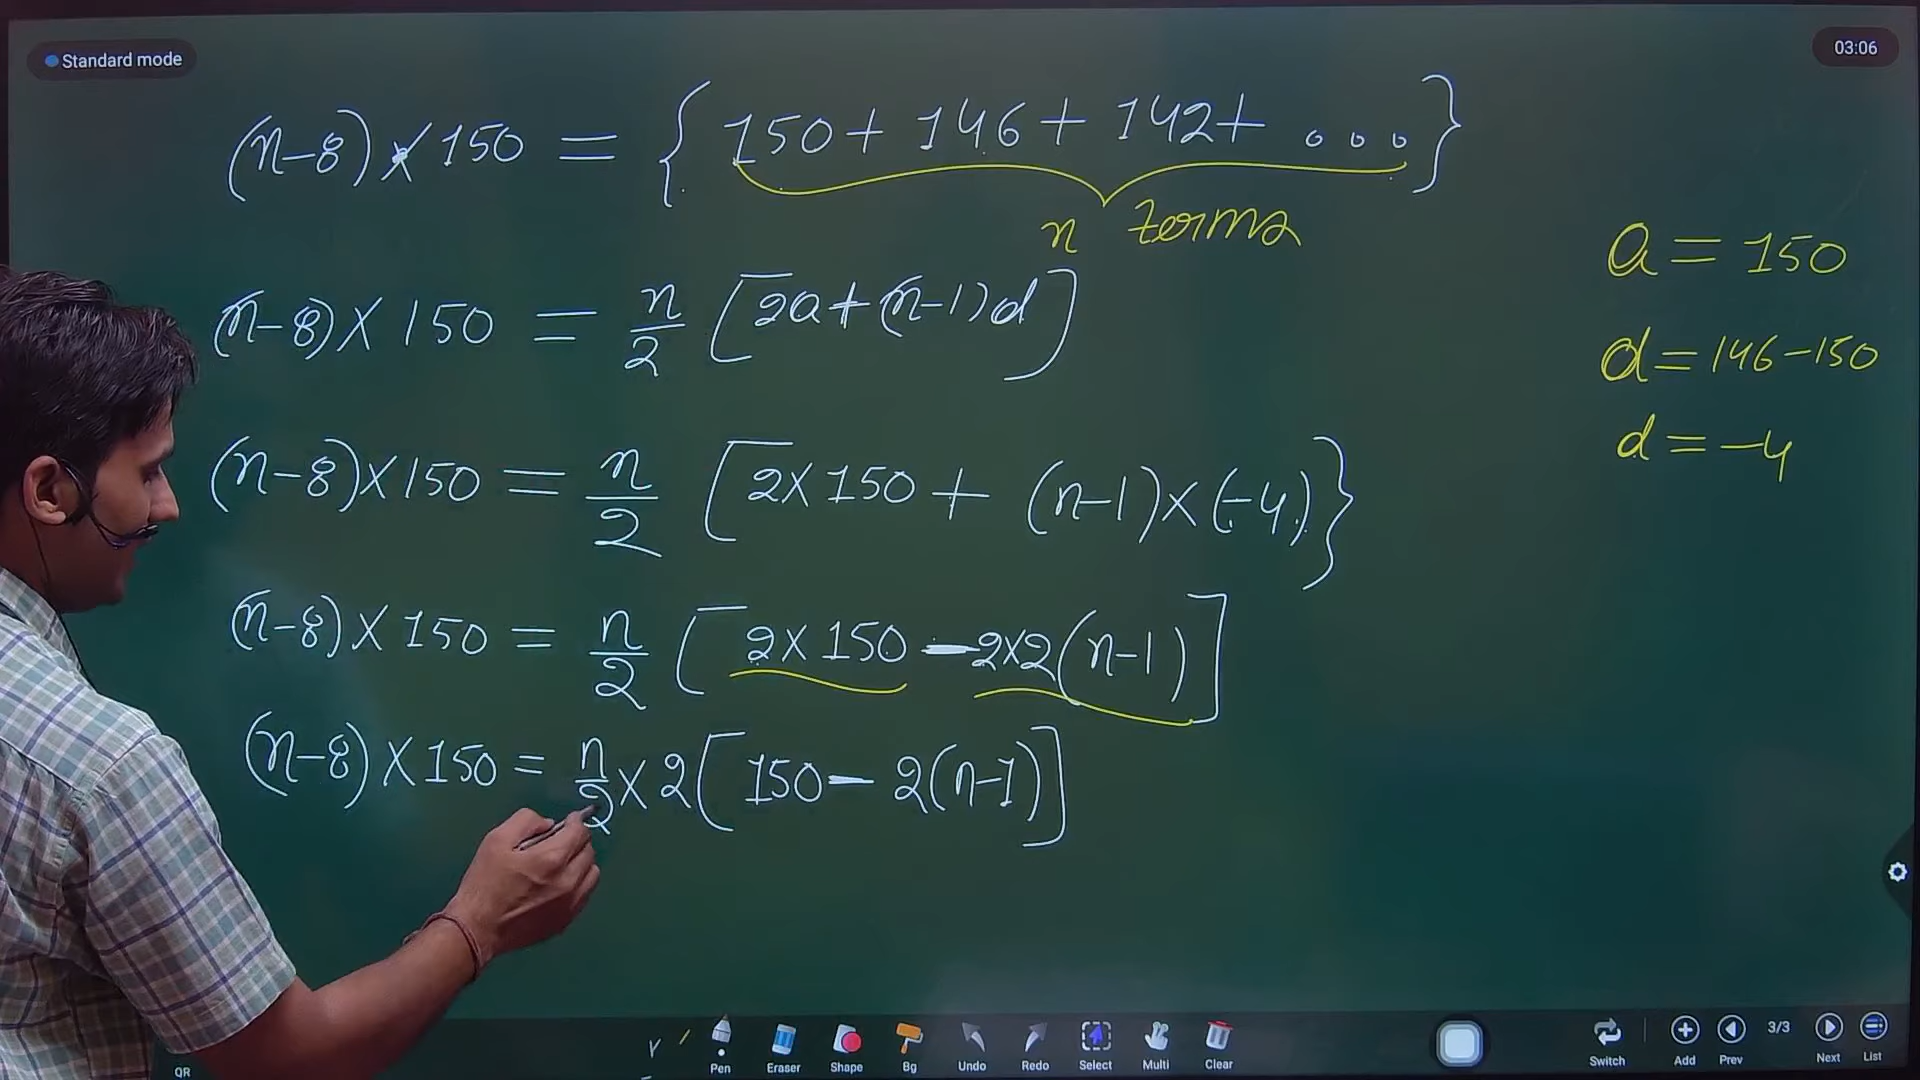 Standard mode
03:06
(n-8)×150 = {150+146+142+ ...}
n terms
a = 150
(n-8)×150 = n/2 [2a+(n-1)d]
d=146-150
d=-4
(n-8)×150 = n/2 [2×150+ (n-1)×(-4)}
(n-8)×150 = n/2 [2×150-2×2(n-1)]
(n-8)×150 = n/2×2[150-2(n-1)]
QR
Pen Eraser Shape Bg Undo Redo Select Multi Clear Switch Add Prev 3/3 Next List